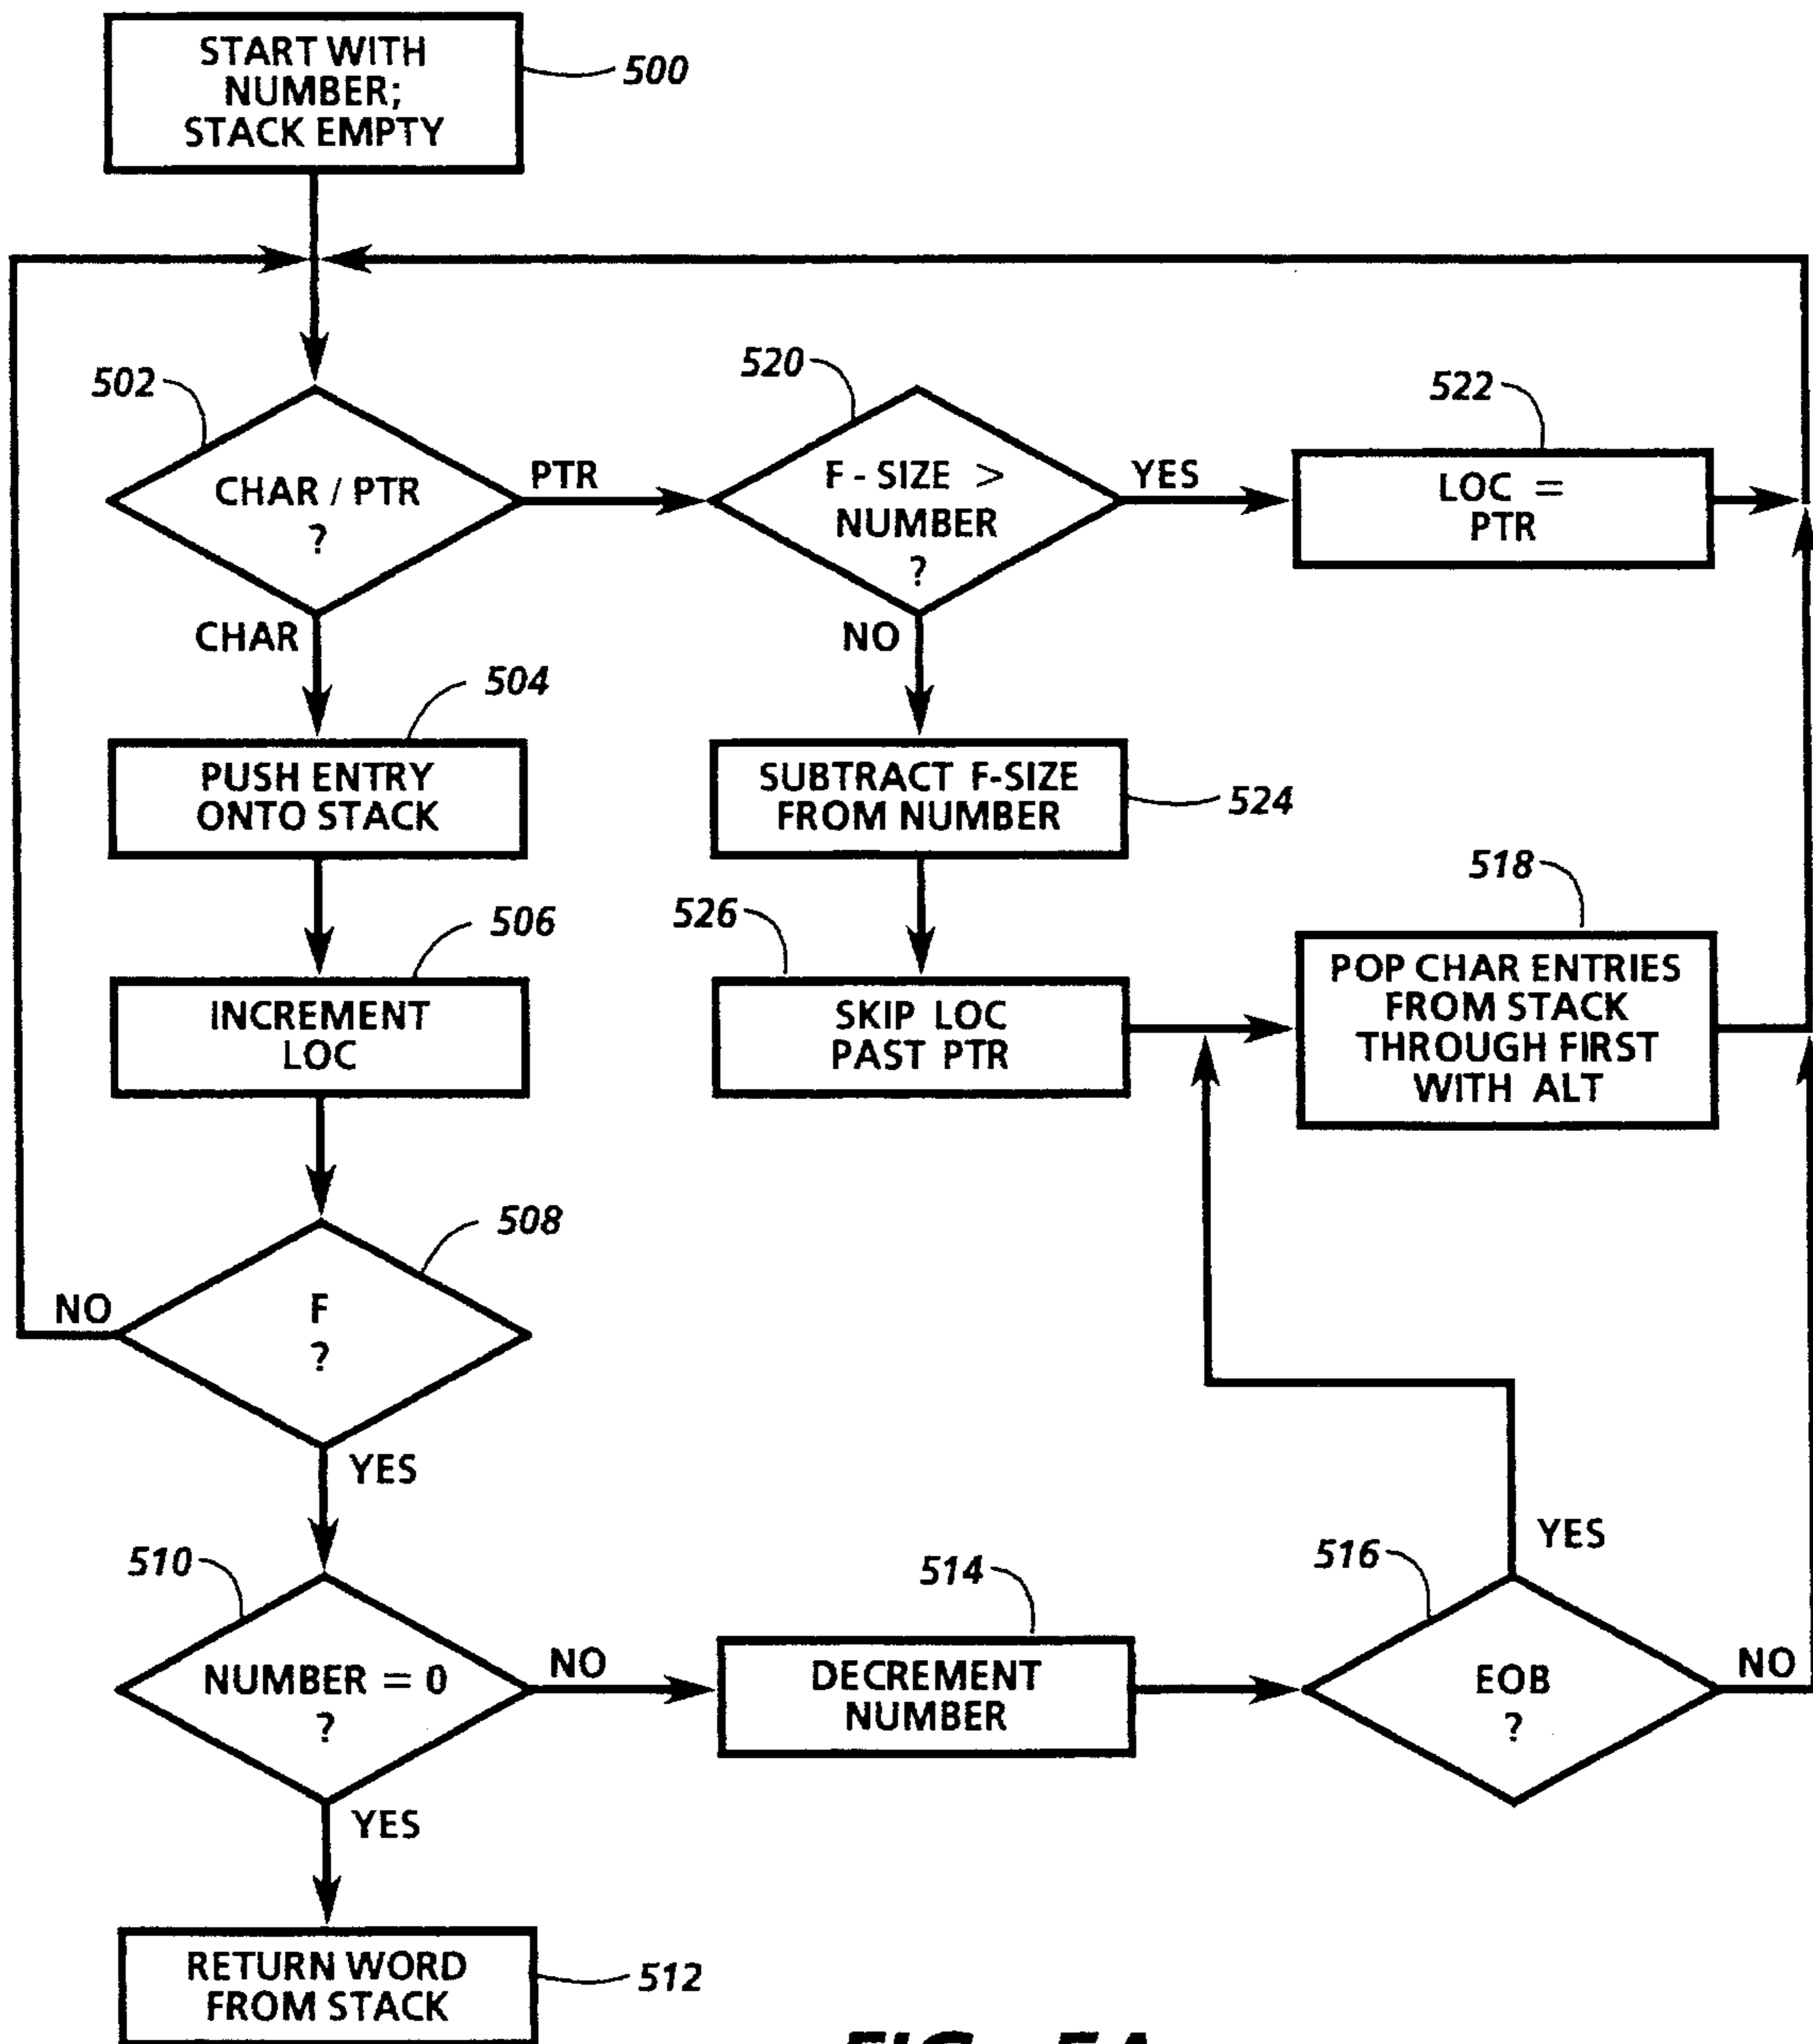 START WITH
NUMBER;
STACK EMPTY
500
502
CHAR / PTR
?
PTR
CHAR
520
F - SIZE >
NUMBER
?
YES
NO
522
LOC =
PTR
504
PUSH ENTRY
ONTO STACK
SUBTRACT F-SIZE
FROM NUMBER
524
506
INCREMENT
LOC
526
SKIP LOC
PAST PTR
518
POP CHAR ENTRIES
FROM STACK
THROUGH FIRST
WITH ALT
508
F
?
NO
YES
510
NUMBER = 0
?
NO
YES
514
DECREMENT
NUMBER
516
EOB
?
YES
NO
RETURN WORD
FROM STACK
512
FIG. 5A